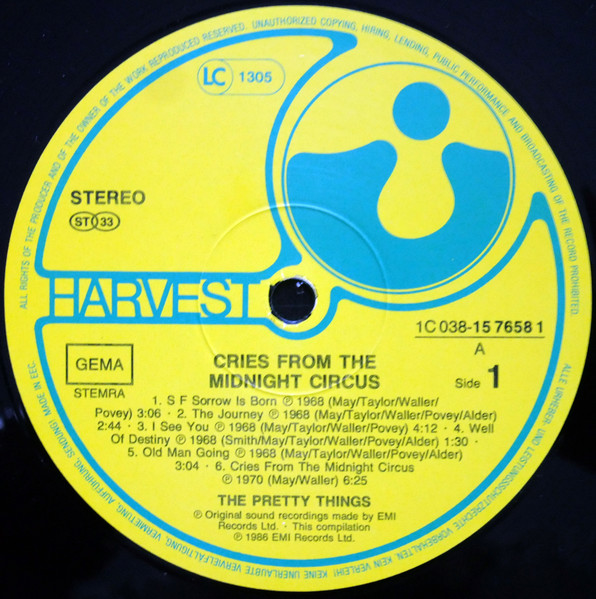 ALL RIGHTS OF THE PRODUCER AND OF THE OWNER OF THE WORK REPRODUCED RESERVED. UNAUTHORIZED COPYING, HIRING, LENDING, PUBLIC PERFORMANCE AND BROADCASTING OF THE RECORD PROHIBITED.
LC 1305
STEREO
ST 33
HARVEST
1C 038-15 7658 1
A
Side 1
GEMA
STEMRA
CRIES FROM THE
MIDNIGHT CIRCUS
1. S F Sorrow Is Born ℗ 1968 (May/Taylor/Waller/
Povey) 3:06 · 2. The Journey ℗ 1968 (May/Taylor/Waller)
2:44 · 3. I See You ℗ 1968 (May/Taylor/Waller/Povey) 4:12 · 4. Well
Of Destiny ℗ 1968 (Smith/May/Taylor/Waller/Povey/Alder) 1:30 ·
5. Old Man Going ℗ 1968 (May/Taylor/Waller/Povey/Alder)
3:04 · 6. Cries From The Midnight Circus
℗ 1970 (May/Waller) 6:25
THE PRETTY THINGS
℗ Original sound recordings made by EMI
Records Ltd. · This compilation
℗ 1986 EMI Records Ltd.
ALLE URHEBER- UND LEISTUNGSSCHUTZRECHTE VORBEHALTEN. KEIN VERLEIH! KEINE UNERLAUBTE VERVIELFÄLTIGUNG, VERMIETUNG, AUFFÜHRUNG, SENDUNG! MADE IN EEC.